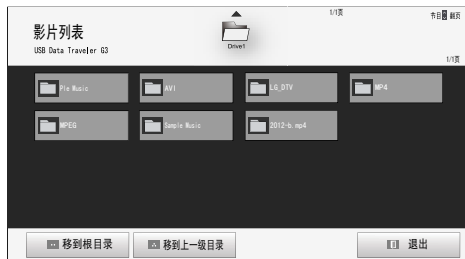 影片列表
USB Data Traveler G3
Drive1
1/1页
节目 翻页
1/1页
Ple Music
AVI
LG_DTV
MP4
MPEG
Sample Music
2012-b.mp4
移到根目录
移到上一级目录
退出